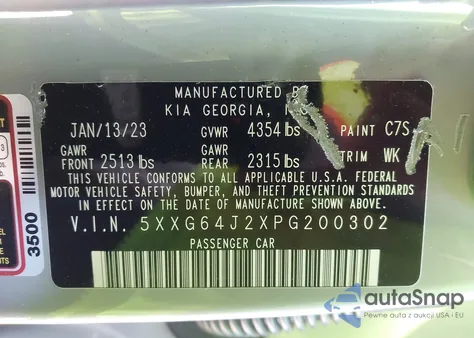 MANUFACTURED BY
KIA GEORGIA,
JAN/13/23 GVWR 4354 lbs PAINT C7S
GAWR GAWR TRIM WK
FRONT 2513 lbs REAR 2315 lbs
THIS VEHICLE CONFORMS TO ALL APPLICABLE U.S.A. FEDERAL
MOTOR VEHICLE SAFETY, BUMPER, AND THEFT PREVENTION STANDARDS
IN EFFECT ON THE DATE OF MANUFACTURE SHOWN ABOVE.
V.I.N. 5XXG64J2XPG200302
PASSENGER CAR
3500
3
autoSnap
Pewne auta z aukcji USA i EU